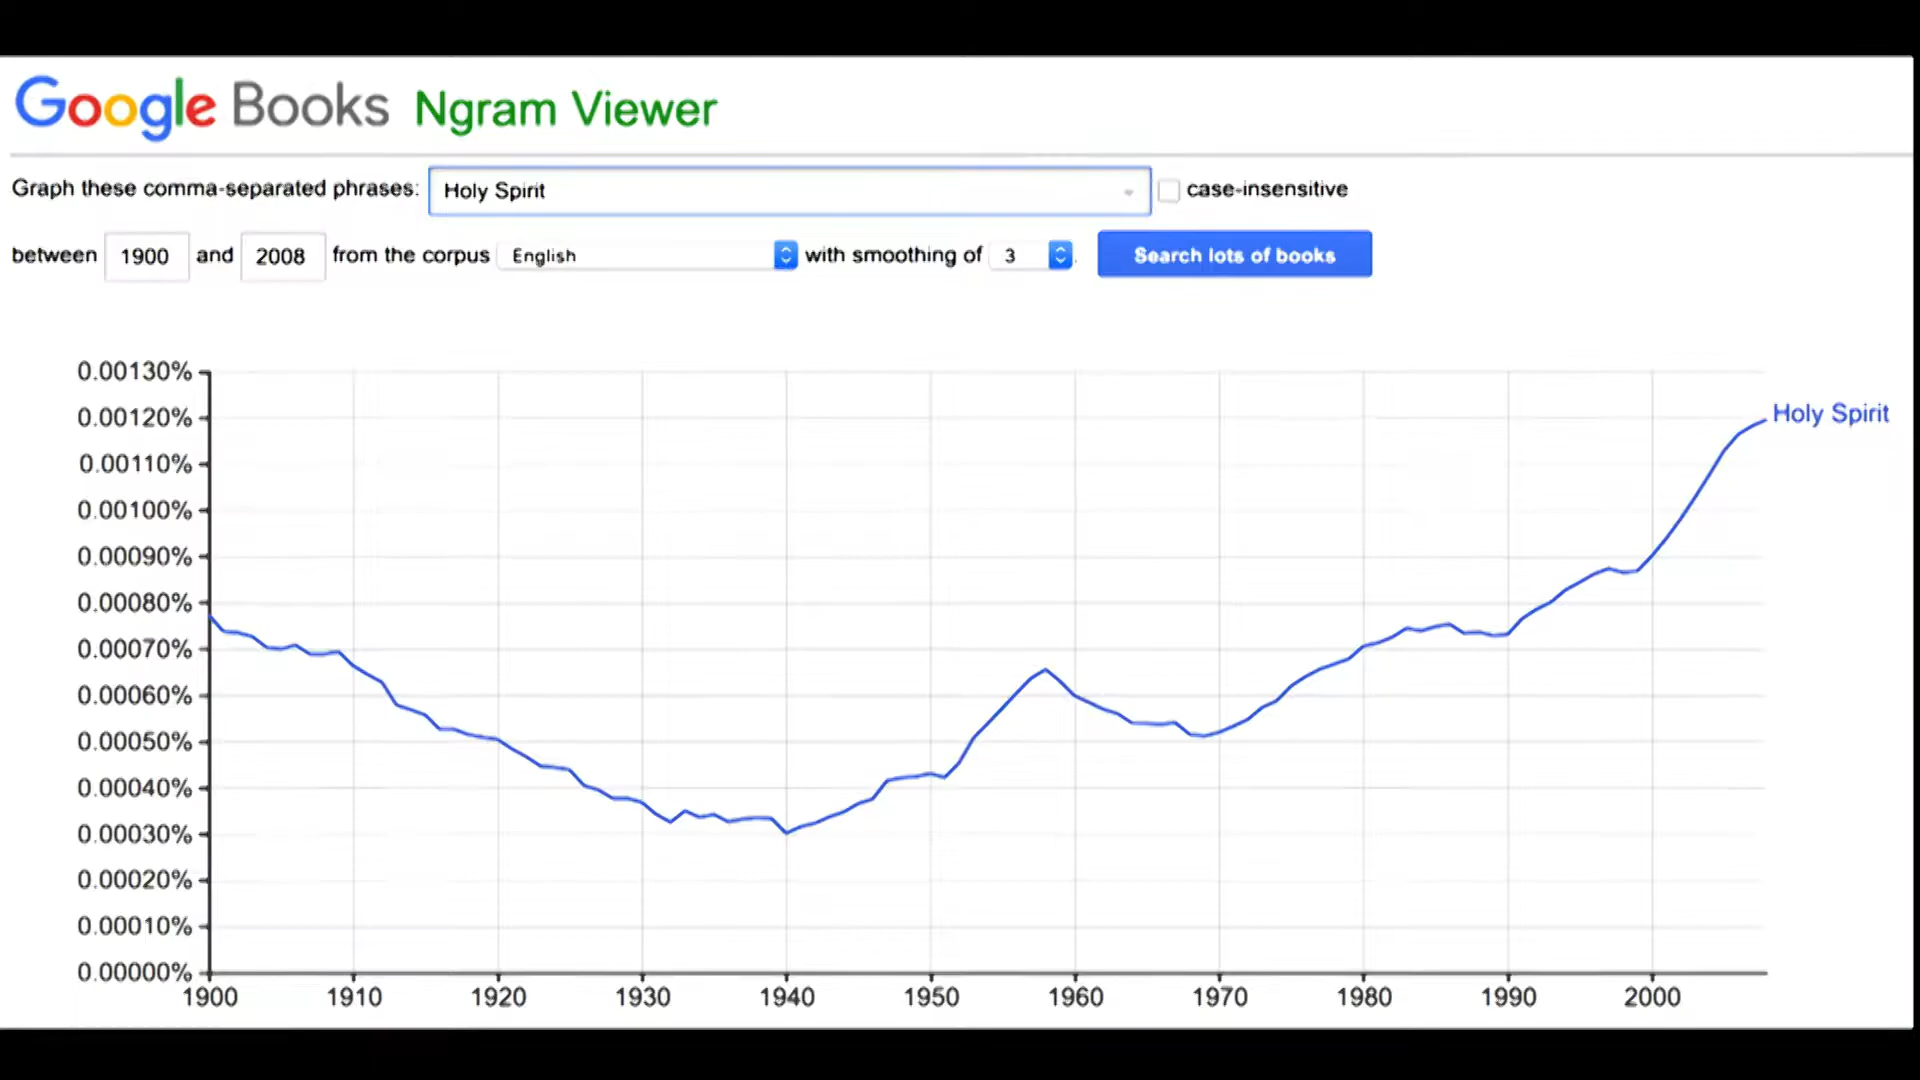 Google Books Ngram Viewer
Graph these comma-separated phrases: Holy Spirit case-insensitive
between 1900 and 2008 from the corpus English with smoothing of 3. Search lots of books
0.00130%
0.00120%
Holy Spirit
0.00110%
0.00100%
0.00090%
0.00080%
0.00070%
0.00060%
0.00050%
0.00040%
0.00030%
0.00020%
0.00010%
0.00000%
1900 1910 1920 1930 1940 1950 1960 1970 1980 1990 2000